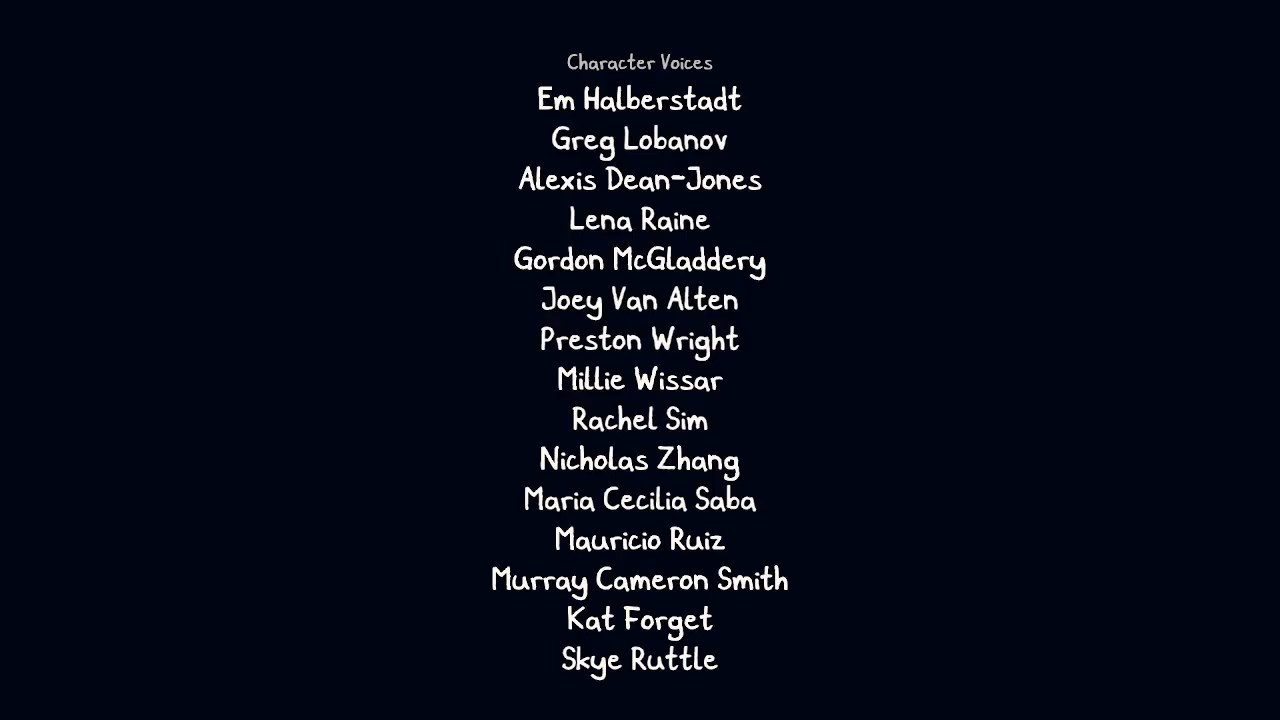 Character Voices
Em Halberstadt
Greg Lobanov
Alexis Dean-Jones
Lena Raine
Gordon McGladdery
Joey Van Alten
Preston Wright
Millie Wissar
Rachel Sim
Nicholas Zhang
Maria Cecilia Saba
Mauricio Ruiz
Murray Cameron Smith
Kat Forget
Skye Ruttle